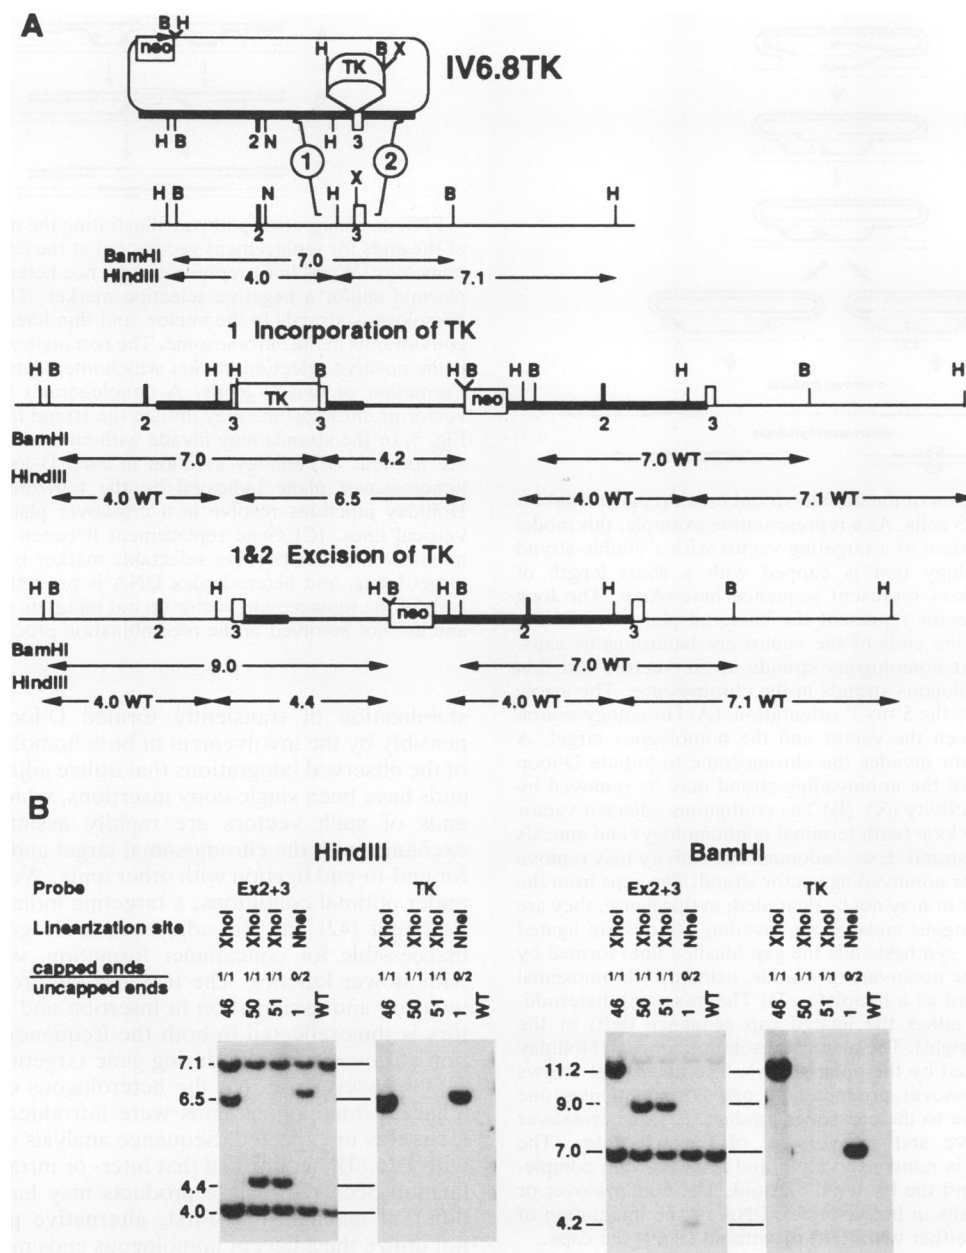 A
B H
neo
H B X
TK
IV6.8TK
H B 2 N H 3
1 2
X
H B N H B H
2 3
BamHI 7.0
HindIII 4.0 7.1
1 Incorporation of TK
H B H B H B H B H B H
TK neo
2 3 3 2 3
BamHI
7.0 4.2 7.0 WT
HindIII
4.0 WT 6.5 4.0 WT 7.1 WT
1&2 Excision of TK
H B H H B H B H B H
neo
2 3 2 3
BamHI
9.0 7.0 WT
HindIII
4.0 WT 4.4 4.0 WT 7.1 WT
B
HindIII BamHI
Probe Ex2+3 TK Ex2+3 TK
Linearization site XhoI XhoI XhoI NheI XhoI XhoI XhoI NheI XhoI XhoI XhoI NheI XhoI XhoI XhoI NheI
capped ends
uncapped ends
1/1 1/1 1/1 0/2 1/1 1/1 1/1 0/2 1/1 1/1 1/1 0/2 1/1 1/1 1/1 0/2
46 50 51 1 WT 46 50 51 1 WT 46 50 51 1 WT 46 50 51 1 WT
7.1
6.5
4.4
4.0
11.2
9.0
7.0
4.2